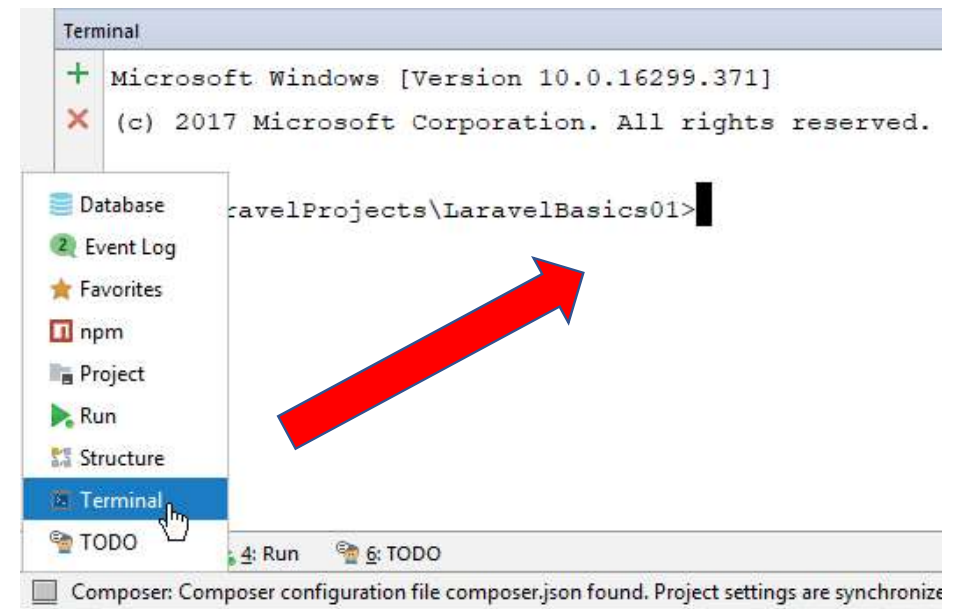 Terminal
Microsoft Windows [Version 10.0.16299.371]
(c) 2017 Microsoft Corporation. All rights reserved.
ravelProjects\LaravelBasics01>
Database
2 Event Log
Favorites
npm
Project
Run
Structure
Terminal
TODO
4: Run 6: TODO
Composer: Composer configuration file composer.json found. Project settings are synchronize